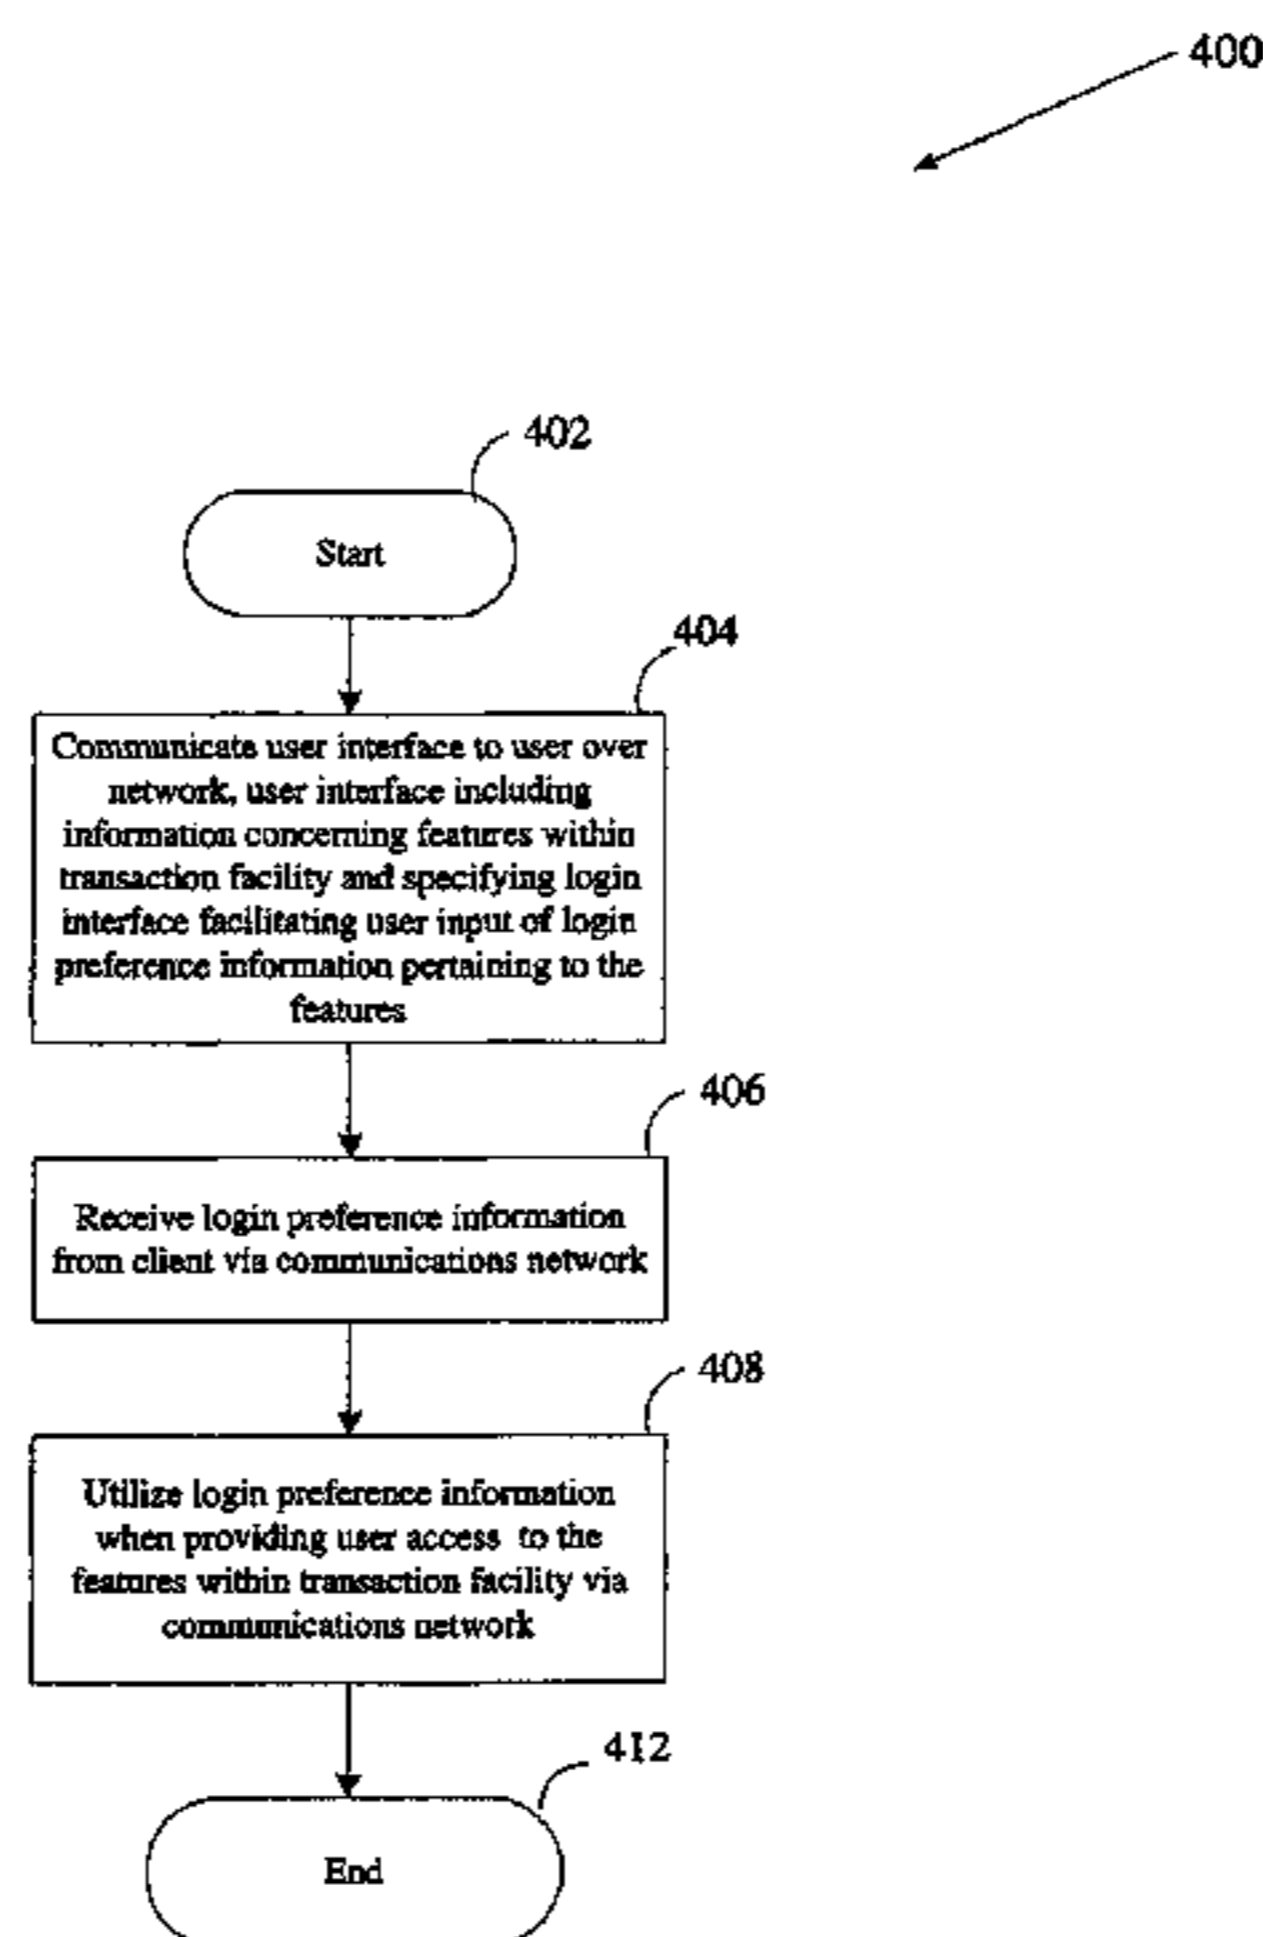 400
402
Start
404
Communicate user interface to user over
network, user interface including
information concerning features within
transaction facility and specifying login
interface facilitating user input of login
preference information pertaining to the
features
406
Receive login preference information
from client via communications network
408
Utilize login preference information
when providing user access to the
features within transaction facility via
communications network
412
End